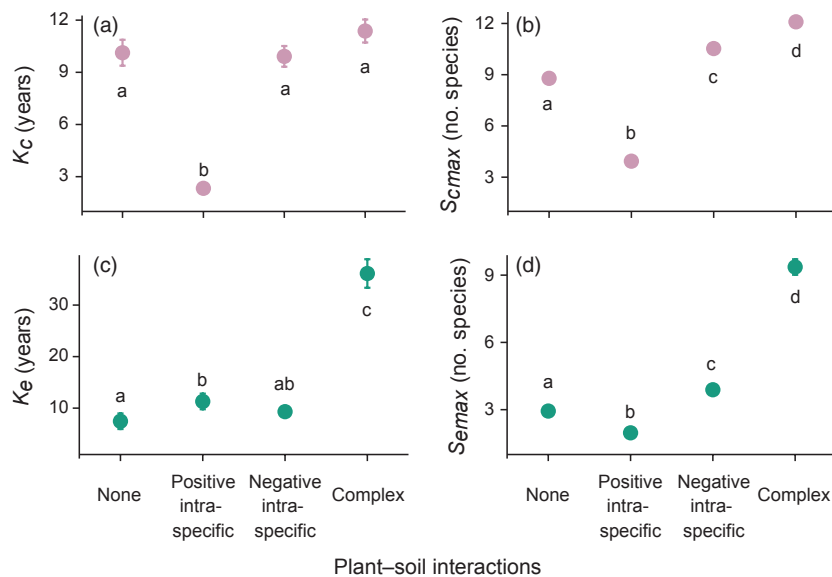 (a)
12
9
6
3
Kc (years)
a
b
a
a
(b)
12
9
6
3
Scmax (no. species)
a
b
c
d
(c)
30
20
10
Ke (years)
a
b
ab
c
(d)
9
6
3
Semax (no. species)
a
b
c
d
None
Positive
intra-
specific
Negative
intra-
specific
Complex
None
Positive
intra-
specific
Negative
intra-
specific
Complex
Plant–soil interactions